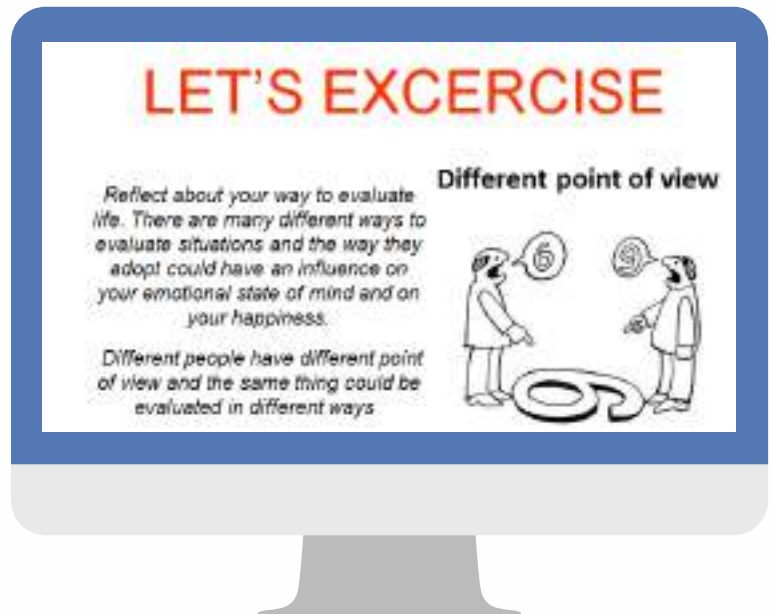 LET'S EXCERCISE
Reflect about your way to evaluate
life. There are many different ways to
evaluate situations and the way they
adopt could have an influence on
your emotional state of mind and on
your happiness.
Different people have different point
of view and the same thing could be
evaluated in different ways
Different point of view
6
9
6